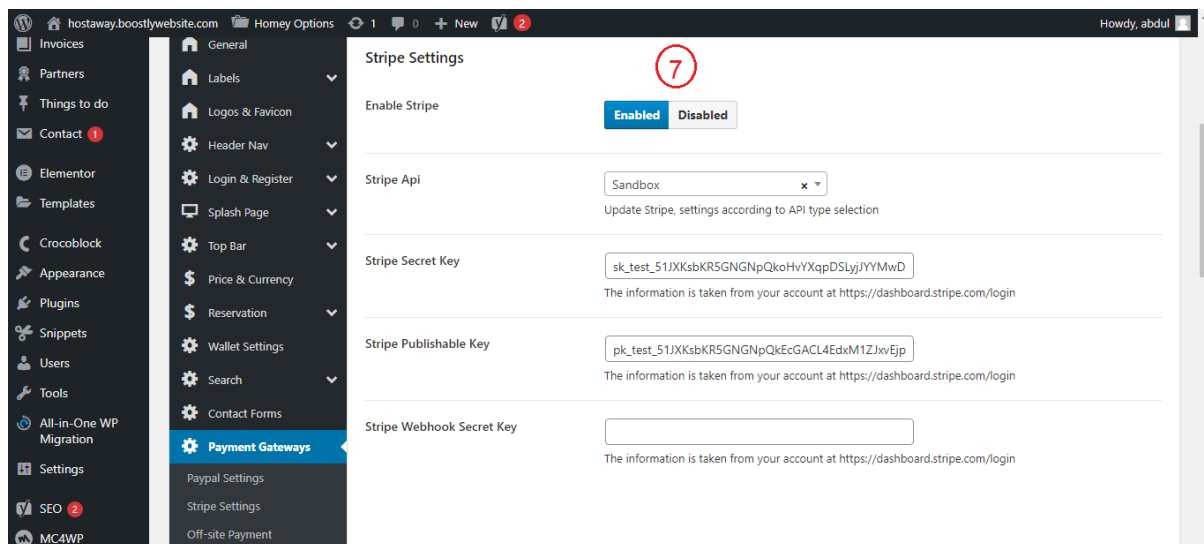 hostaway.boostlywebsite.com Homey Options 1 0 + New 2 Howdy, abdul
Invoices
Partners
Things to do
Contact 1
Elementor
Templates
Crocoblock
Appearance
Plugins
Snippets
Users
Tools
All-in-One WP
Migration
Settings
SEO 2
MC4WP
General
Labels
Logos & Favicon
Header Nav
Login & Register
Splash Page
Top Bar
Price & Currency
Reservation
Wallet Settings
Search
Contact Forms
Payment Gateways
Paypal Settings
Stripe Settings
Off-site Payment
Stripe Settings
7
Enable Stripe
Enabled Disabled
Stripe Api
Sandbox × 
Update Stripe, settings according to API type selection
Stripe Secret Key
sk_test_51JXKsbKR5GNGNpQkoHvYXqpDSLyjJYYMwD
The information is taken from your account at https://dashboard.stripe.com/login
Stripe Publishable Key
pk_test_51JXKsbKR5GNGNpQkEcGACL4EdxM1ZJxvEjp
The information is taken from your account at https://dashboard.stripe.com/login
Stripe Webhook Secret Key
The information is taken from your account at https://dashboard.stripe.com/login